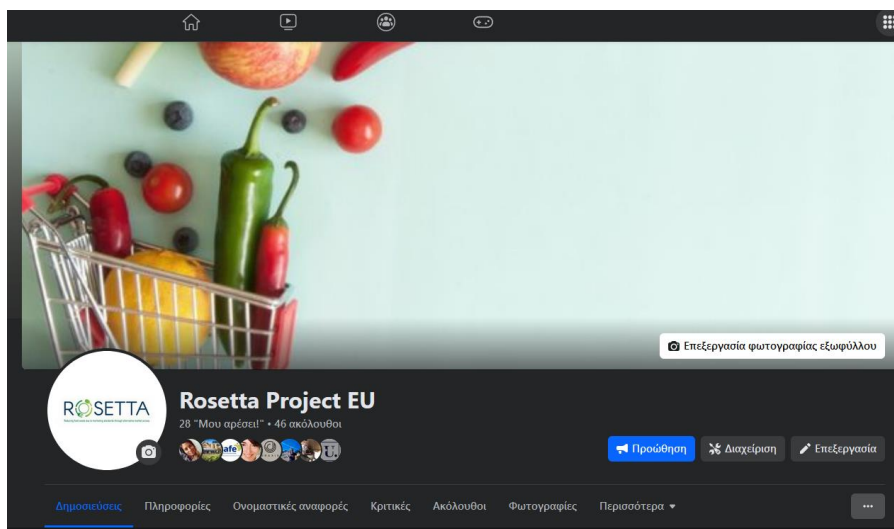 Επεξεργασία φωτογραφίας εξωφύλλου
ROSETTA
Rosetta Project EU
28 "Μου αρέσει!" • 46 ακόλουθοι
Προώθηση
Διαχείριση
Επεξεργασία
Δημοσιεύσεις Πληροφορίες Ονομαστικές αναφορές Κριτικές Ακόλουθοι Φωτογραφίες Περισσότερα